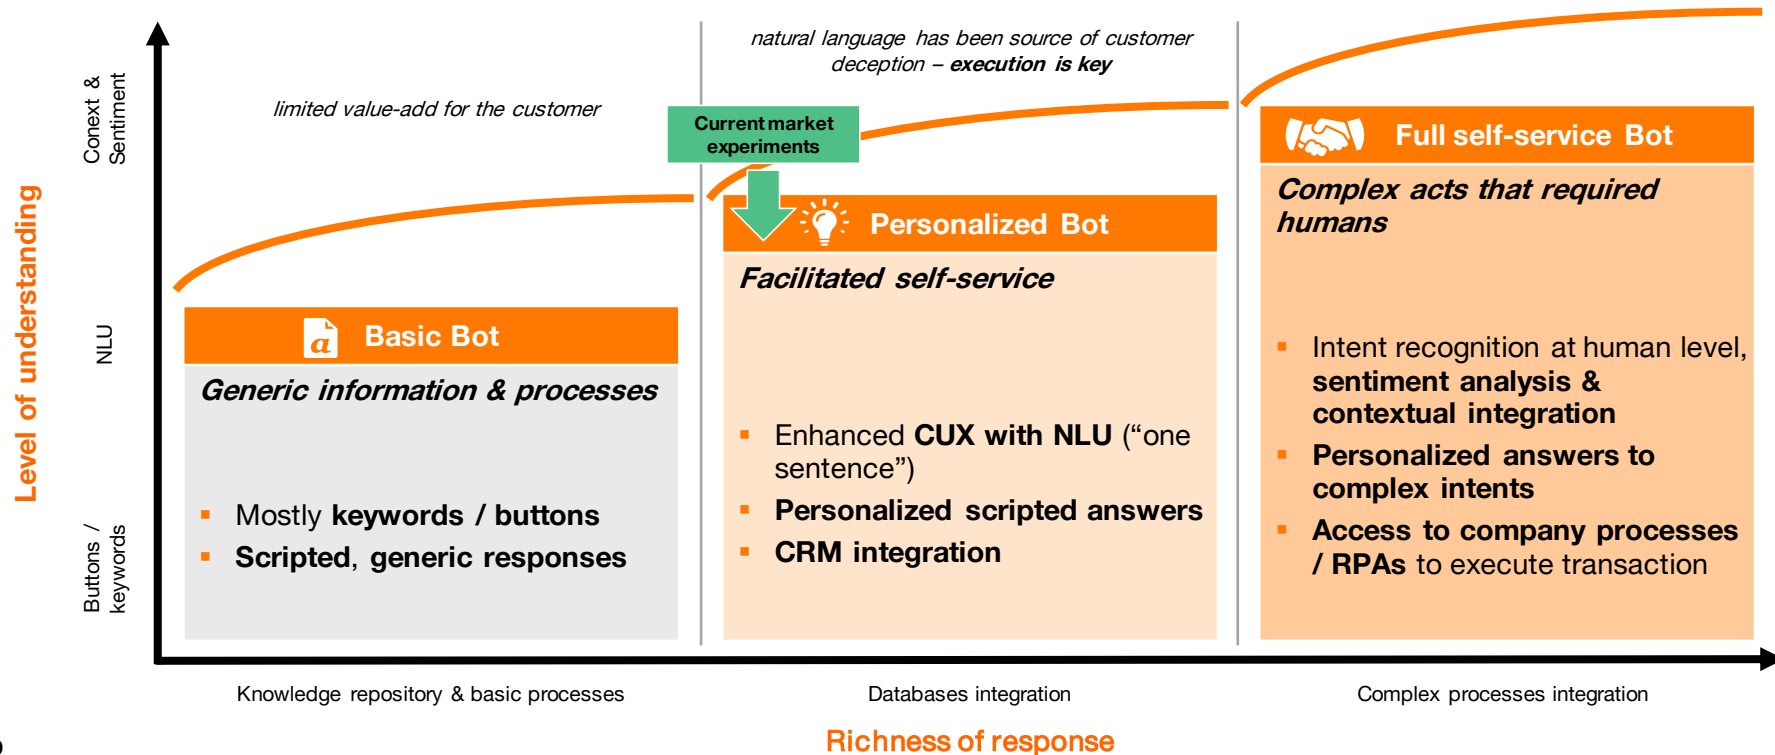 natural language has been source of customer
deception – execution is key
limited value-add for the customer
Current market
experiments
Conext &
Sentiment
NLU
Buttons /
keywords
Level of understanding
a
Basic Bot
Generic information & processes
▪ Mostly keywords / buttons
▪ Scripted, generic responses
Personalized Bot
Facilitated self-service
▪ Enhanced CUX with NLU (“one
sentence”)
▪ Personalized scripted answers
▪ CRM integration
Full self-service Bot
Complex acts that required
humans
▪ Intent recognition at human level,
sentiment analysis &
contextual integration
▪ Personalized answers to
complex intents
▪ Access to company processes
/ RPAs to execute transaction
Knowledge repository & basic processes
Databases integration
Complex processes integration
Richness of response